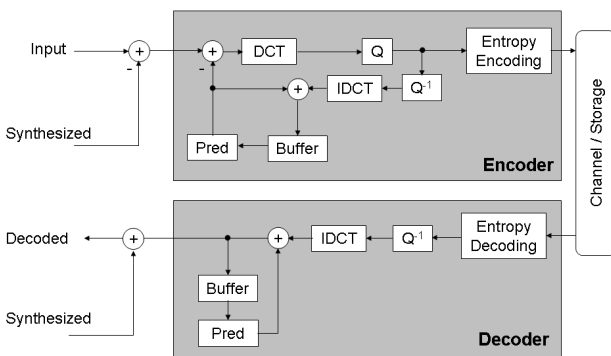 Input
+
-
+
-
DCT
Q
Entropy
Encoding
+
IDCT
Q-1
Synthesized
Pred
Buffer
Encoder
Channel / Storage
Decoded
+
+
IDCT
Q-1
Entropy
Decoding
Buffer
Synthesized
Pred
Decoder